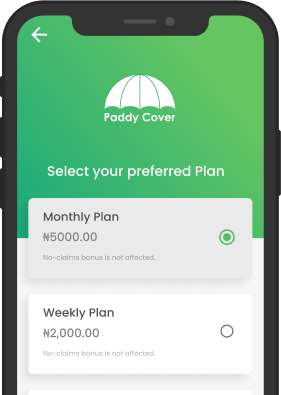 Paddy Cover
Select your preferred Plan
Monthly Plan
₦5000.00
No-claims bonus is not affected.
Weekly Plan
₦2,000.00
No-claims bonus is not affected.